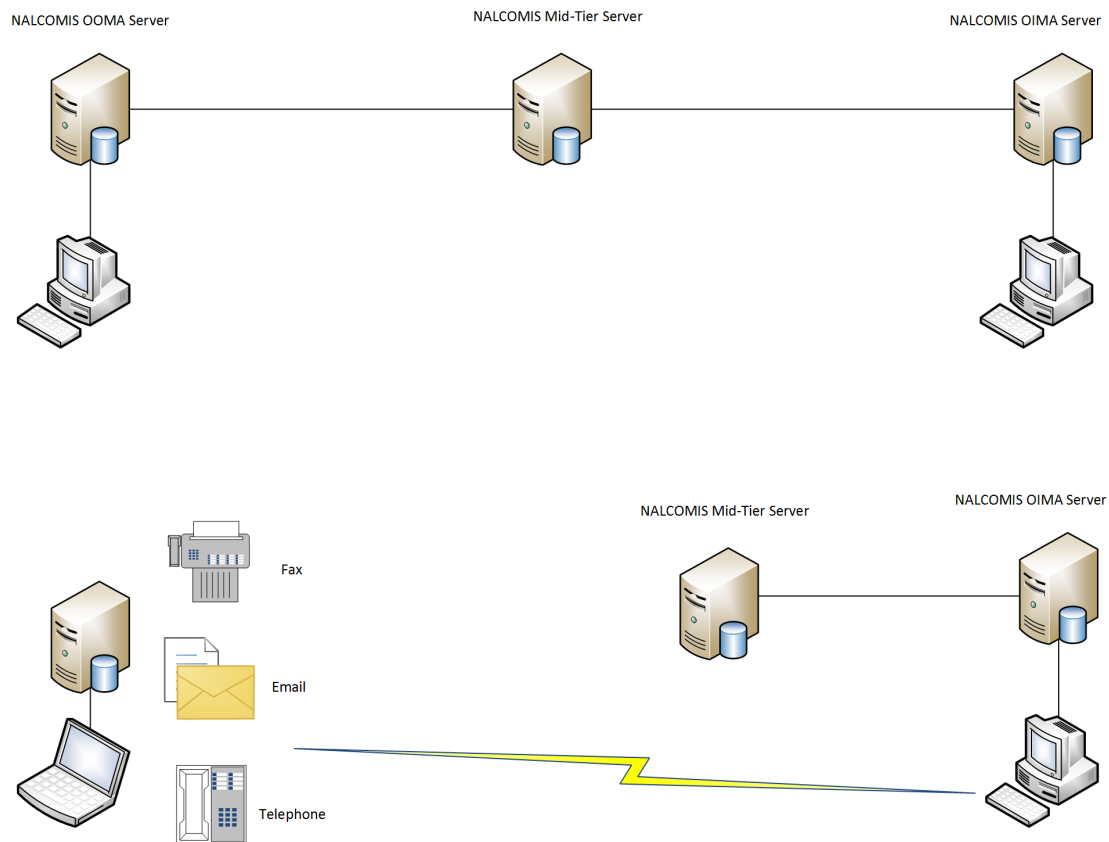 NALCOMIS OOMA Server
NALCOMIS Mid-Tier Server
NALCOMIS OIMA Server
NALCOMIS OIMA Server
NALCOMIS Mid-Tier Server
Fax
Email
Telephone